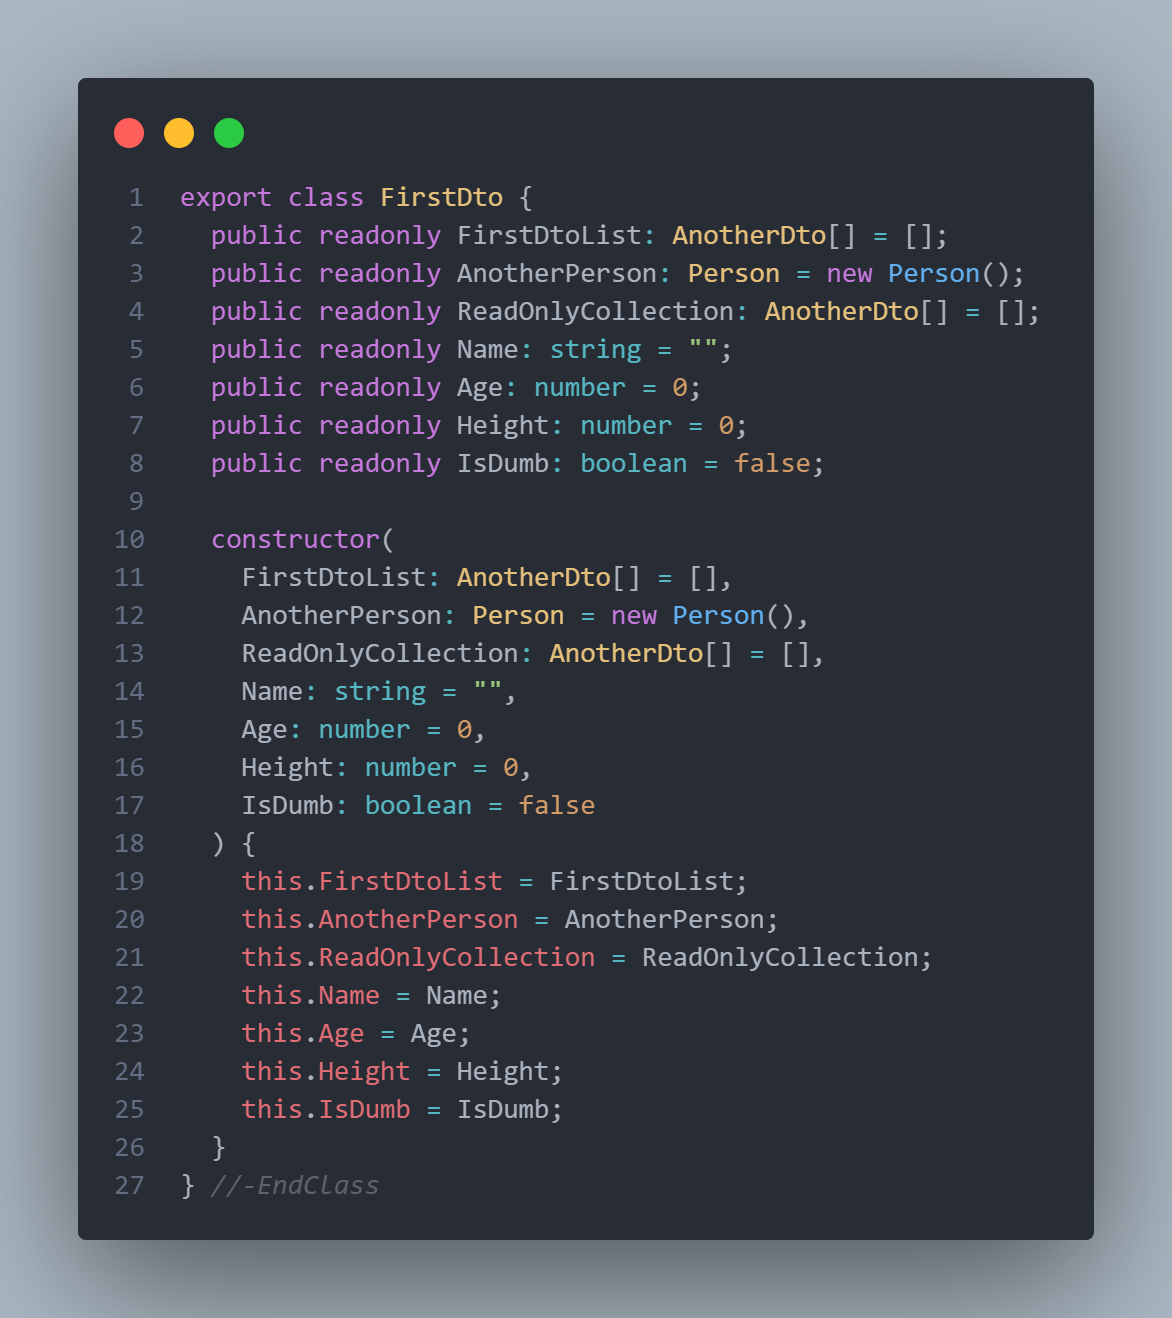 1 export class FirstDto {
2 public readonly FirstDtoList: AnotherDto[] = [];
3 public readonly AnotherPerson: Person = new Person();
4 public readonly ReadOnlyCollection: AnotherDto[] = [];
5 public readonly Name: string = "";
6 public readonly Age: number = 0;
7 public readonly Height: number = 0;
8 public readonly IsDumb: boolean = false;
9
10 constructor(
11 FirstDtoList: AnotherDto[] = [],
12 AnotherPerson: Person = new Person(),
13 ReadOnlyCollection: AnotherDto[] = [],
14 Name: string = "",
15 Age: number = 0,
16 Height: number = 0,
17 IsDumb: boolean = false
18 ) {
19 this.FirstDtoList = FirstDtoList;
20 this.AnotherPerson = AnotherPerson;
21 this.ReadOnlyCollection = ReadOnlyCollection;
22 this.Name = Name;
23 this.Age = Age;
24 this.Height = Height;
25 this.IsDumb = IsDumb;
26 }
27 } //-EndClass